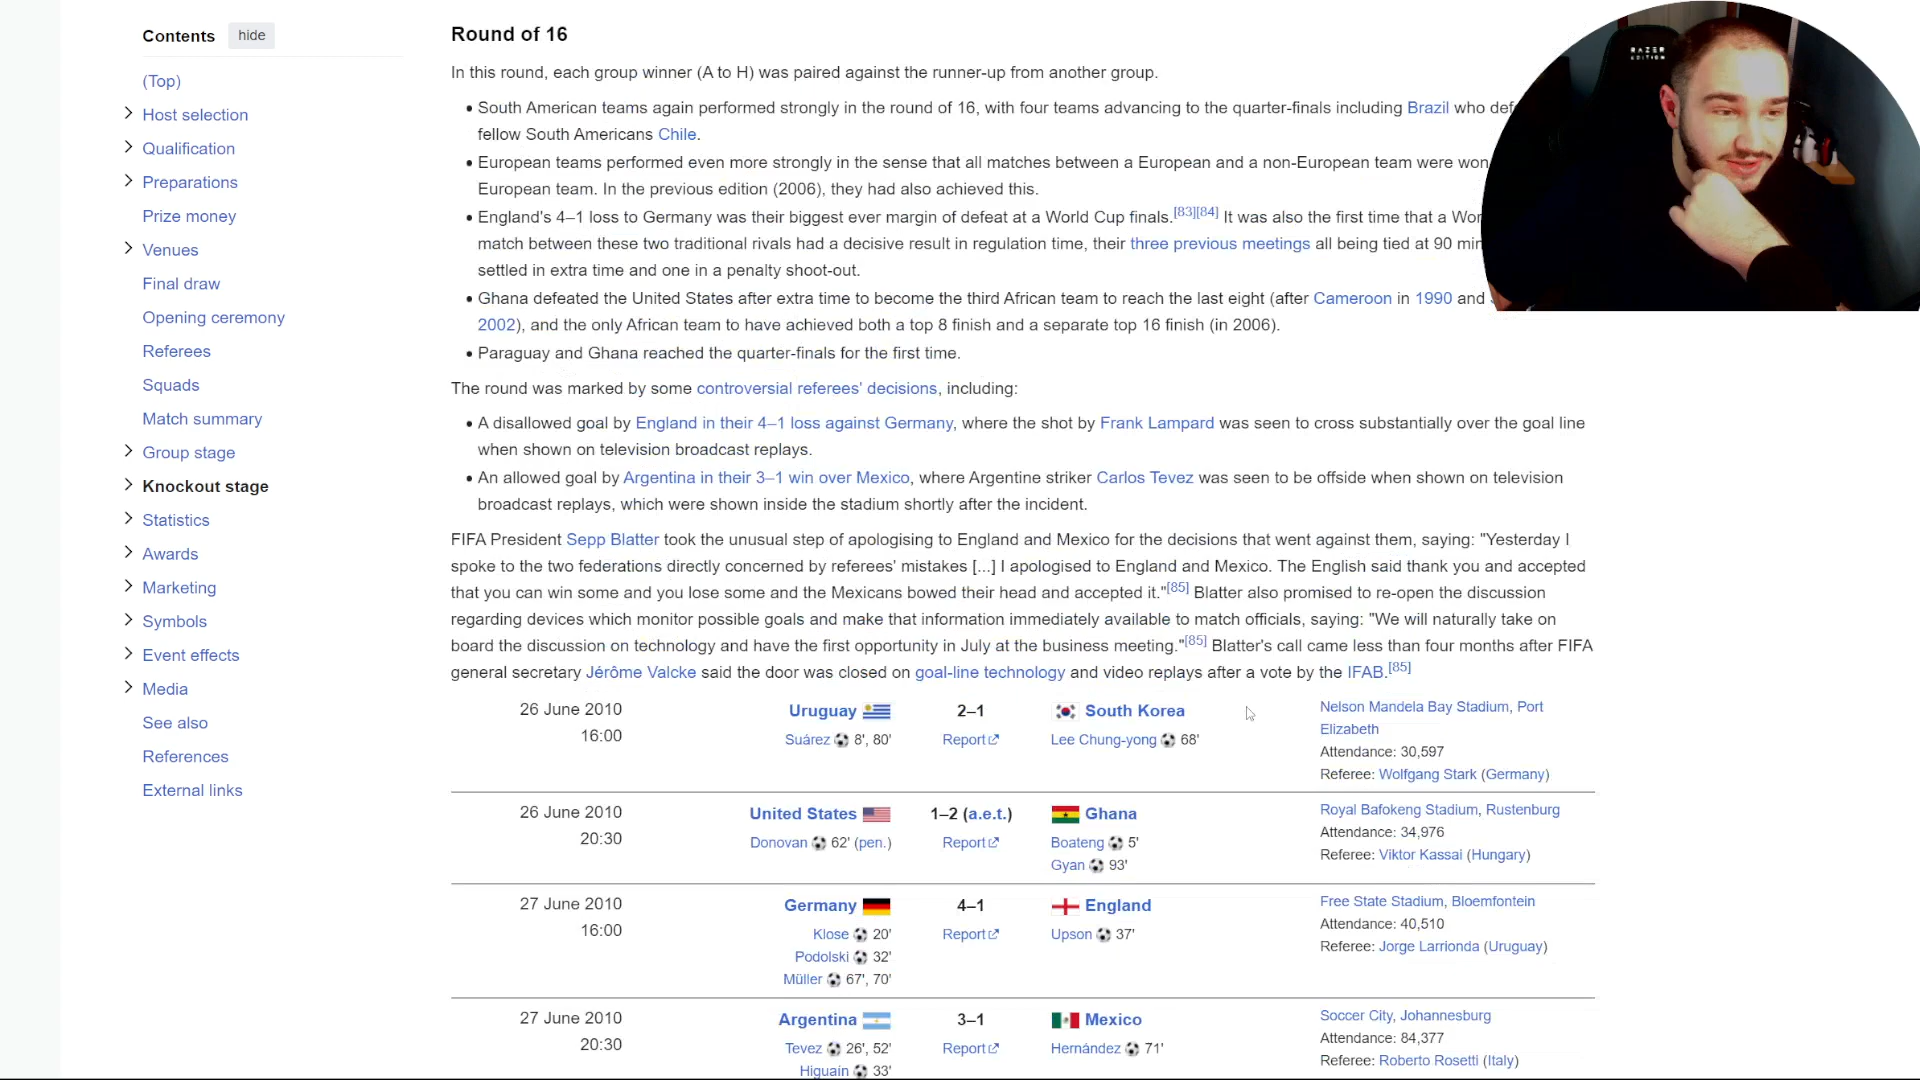 Contents hide
(Top)
Host selection
Qualification
Preparations
Prize money
Venues
Final draw
Opening ceremony
Referees
Squads
Match summary
Group stage
Knockout stage
Statistics
Awards
Marketing
Symbols
Event effects
Media
See also
References
External links
Round of 16
In this round, each group winner (A to H) was paired against the runner-up from another group.
• South American teams again performed strongly in the round of 16, with four teams advancing to the quarter-finals including Brazil who
fellow South Americans Chile.
• European teams performed even more strongly in the sense that all matches between a European and a non-European team were won
European team. In the previous edition (2006), they had also achieved this.
• England's 4–1 loss to Germany was their biggest ever margin of defeat at a World Cup finals.[83][84] It was also the first time that a
match between these two traditional rivals had a decisive result in regulation time, their three previous meetings all being tied at 90
settled in extra time and one in a penalty shoot-out.
• Ghana defeated the United States after extra time to become the third African team to reach the last eight (after Cameroon in 1990 and
2002), and the only African team to have achieved both a top 8 finish and a separate top 16 finish (in 2006).
• Paraguay and Ghana reached the quarter-finals for the first time.
The round was marked by some controversial referees' decisions, including:
• A disallowed goal by England in their 4–1 loss against Germany, where the shot by Frank Lampard was seen to cross substantially over the goal line
when shown on television broadcast replays.
• An allowed goal by Argentina in their 3–1 win over Mexico, where Argentine striker Carlos Tevez was seen to be offside when shown on television
broadcast replays, which were shown inside the stadium shortly after the incident.
FIFA President Sepp Blatter took the unusual step of apologising to England and Mexico for the decisions that went against them, saying: "Yesterday I
spoke to the two federations directly concerned by referees' mistakes [...] I apologised to England and Mexico. The English said thank you and accepted
that you can win some and you lose some and the Mexicans bowed their head and accepted it."[85] Blatter also promised to re-open the discussion
regarding devices which monitor possible goals and make that information immediately available to match officials, saying: "We will naturally take on
board the discussion on technology and have the first opportunity in July at the business meeting."[85] Blatter's call came less than four months after FIFA
general secretary Jérôme Valcke said the door was closed on goal-line technology and video replays after a vote by the IFAB.[85]
26 June 2010 Uruguay 2–1 South Korea Nelson Mandela Bay Stadium, Port
16:00 Elizabeth
Suárez 8', 80' Report Lee Chung-yong 68'
Attendance: 30,597
Referee: Wolfgang Stark (Germany)
26 June 2010 United States 1–2 (a.e.t.) Ghana Royal Bafokeng Stadium, Rustenburg
20:30 Attendance: 34,976
Donovan 62' (pen.) Report Boateng 5'
Referee: Viktor Kassai (Hungary)
Gyan 93'
27 June 2010 Germany 4–1 England Free State Stadium, Bloemfontein
16:00 Attendance: 40,510
Klose 20' Report Upson 37'
Referee: Jorge Larrionda (Uruguay)
Podolski 32'
Müller 67', 70'
27 June 2010 Argentina 3–1 Mexico Soccer City, Johannesburg
20:30 Attendance: 84,377
Tevez 26', 52' Report Hernández 71'
Referee: Roberto Rosetti (Italy)
Higuaín 33'
RAZER
EDITION